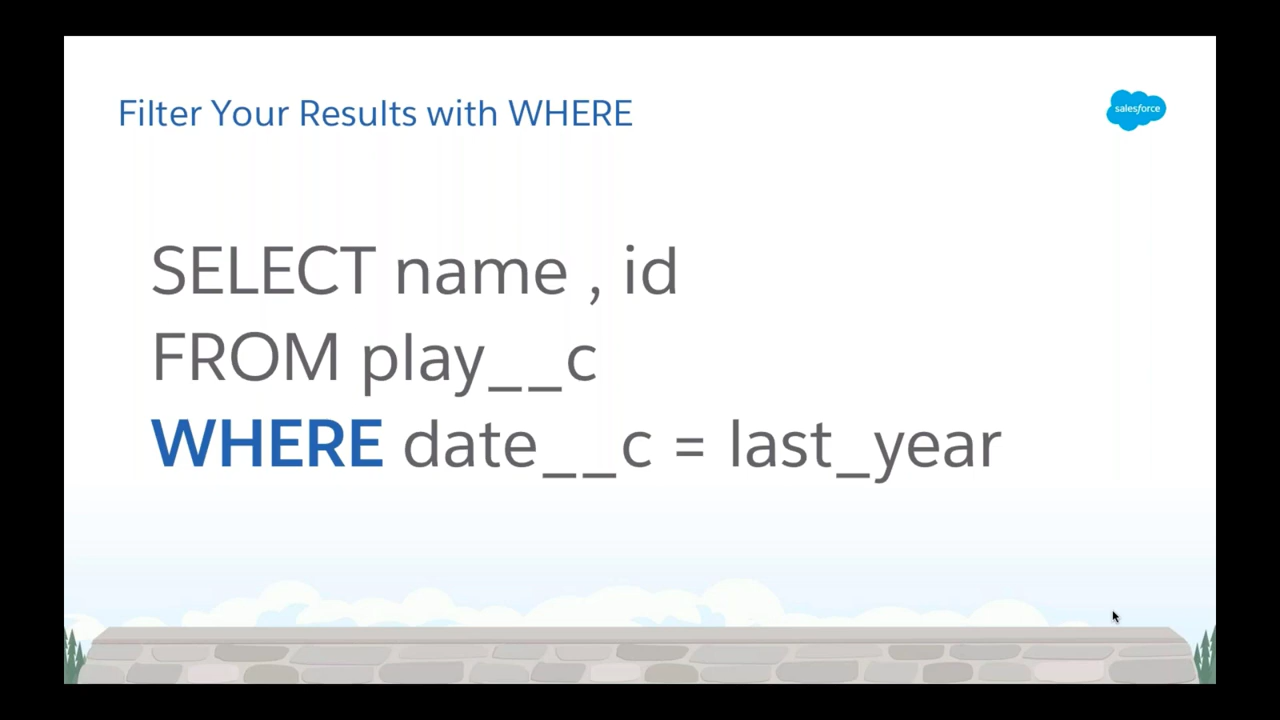 Filter Your Results with WHERE
salesforce
SELECT name , id
FROM play__c
WHERE date__c = last_year